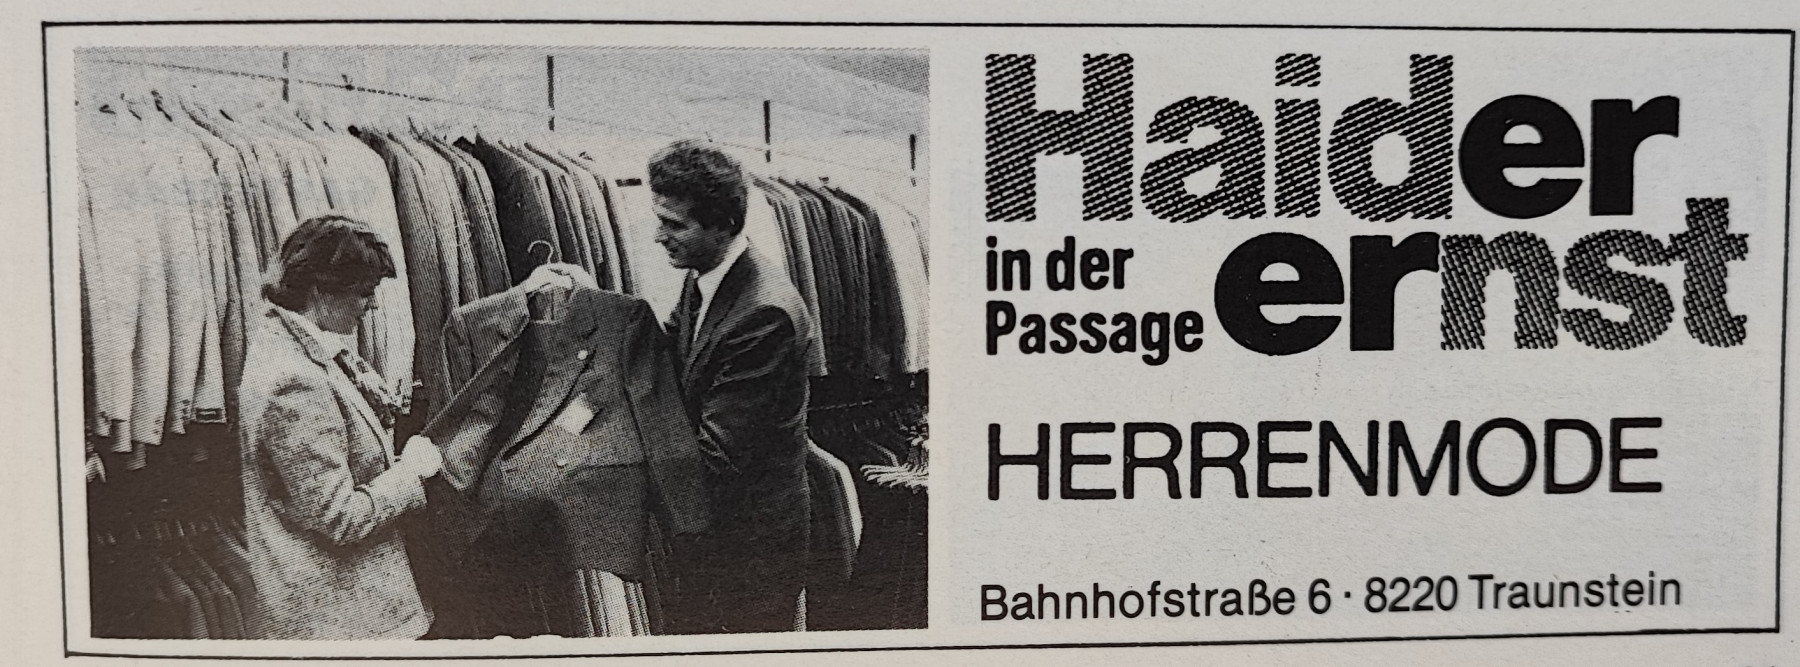 Haider
in der
Passage
ernst
HERRENMODE
Bahnhofstraße 6 · 8220 Traunstein